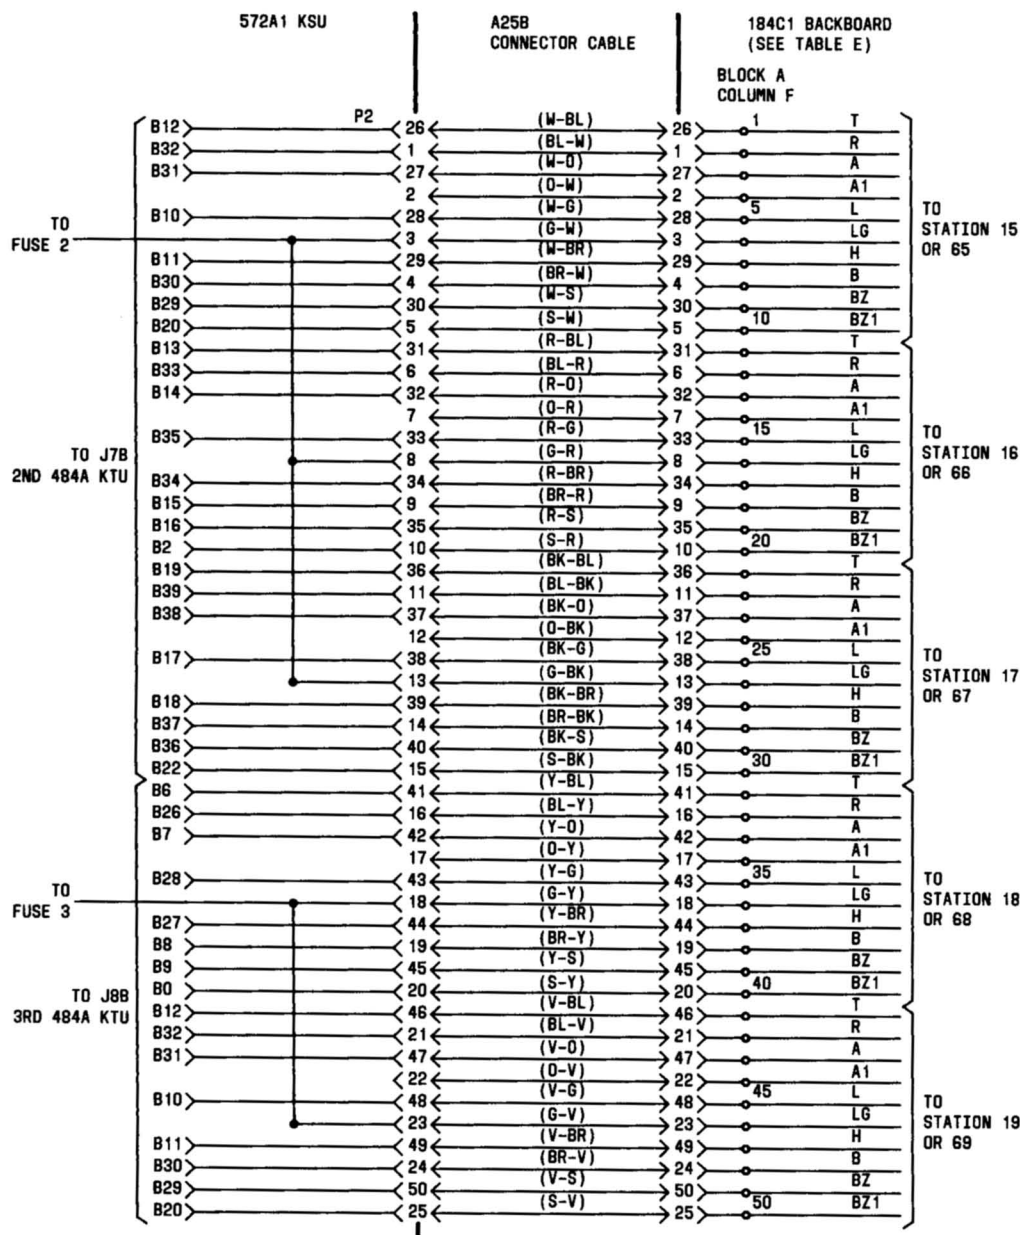 572A1 KSU A25B 184C1 BACKBOARD
CONNECTOR CABLE (SEE TABLE E)
BLOCK A
COLUMN F
P2
B12 26 (W-BL) 26 1 T
B32 1 (BL-W) 1 R
B31 27 (W-O) 27 A
2 (O-W) 2 A1
B10 28 (W-G) 28 5 L TO
TO 3 (G-W) 3 LG STATION 15
FUSE 2
B11 29 (W-BR) 29 H OR 65
B30 4 (BR-W) 4 B
B29 30 (W-S) 30 BZ
B20 5 (S-W) 5 10 BZ1
B13 31 (R-BL) 31 T
B33 6 (BL-R) 6 R
B14 32 (R-O) 32 A
7 (O-R) 7 A1
B35 33 (R-G) 33 15 L TO
TO J7B 8 (G-R) 8 LG STATION 16
2ND 484A KTU
B34 34 (R-BR) 34 H OR 66
B15 9 (BR-R) 9 B
B16 35 (R-S) 35 BZ
B2 10 (S-R) 10 20 BZ1
B19 36 (BK-BL) 36 T
B39 11 (BL-BK) 11 R
B38 37 (BK-O) 37 A
12 (O-BK) 12 A1
B17 38 (BK-G) 38 25 L TO
13 (G-BK) 13 LG STATION 17
B18 39 (BK-BR) 39 H OR 67
B37 14 (BR-BK) 14 B
B36 40 (BK-S) 40 BZ
B22 15 (S-BK) 15 30 BZ1
B6 41 (Y-BL) 41 T
B26 16 (BL-Y) 16 R
B7 42 (Y-O) 42 A
17 (O-Y) 17 A1
B28 43 (Y-G) 43 35 L TO
TO 18 (G-Y) 18 LG STATION 18
FUSE 3
B27 44 (Y-BR) 44 H OR 68
B8 19 (BR-Y) 19 B
B9 45 (Y-S) 45 BZ
B0 20 (S-Y) 20 40 BZ1
TO J8B
3RD 484A KTU
B12 46 (V-BL) 46 T
B32 21 (BL-V) 21 R
B31 47 (V-O) 47 A
22 (O-V) 22 A1
B10 48 (V-G) 48 45 L TO
23 (G-V) 23 LG STATION 19
B11 49 (V-BR) 49 H OR 69
B30 24 (BR-V) 24 B
B29 50 (V-S) 50 BZ
B20 25 (S-V) 25 50 BZ1